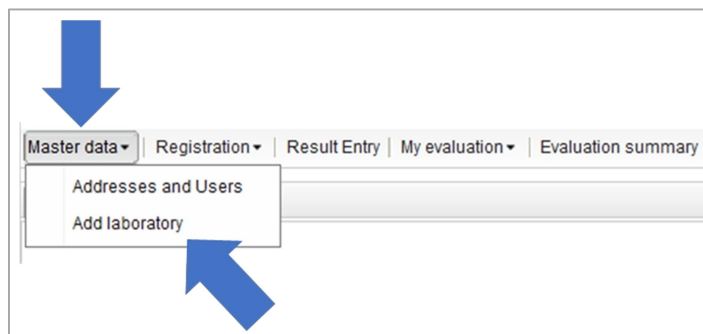 Master data Registration Result Entry My evaluation Evaluation summary
Addresses and Users
Add laboratory